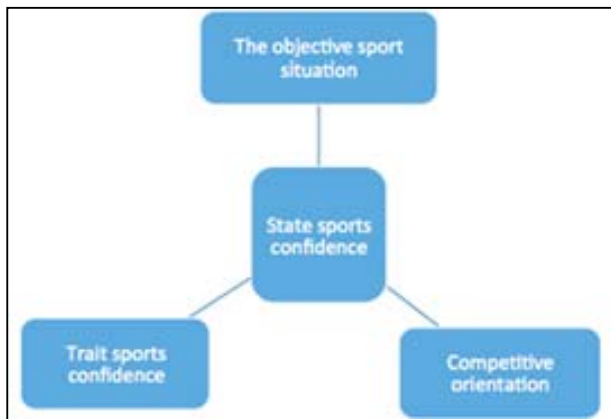 The objective sport
situation
State sports
confidence
Trait sports
confidence
Competitive
orientation